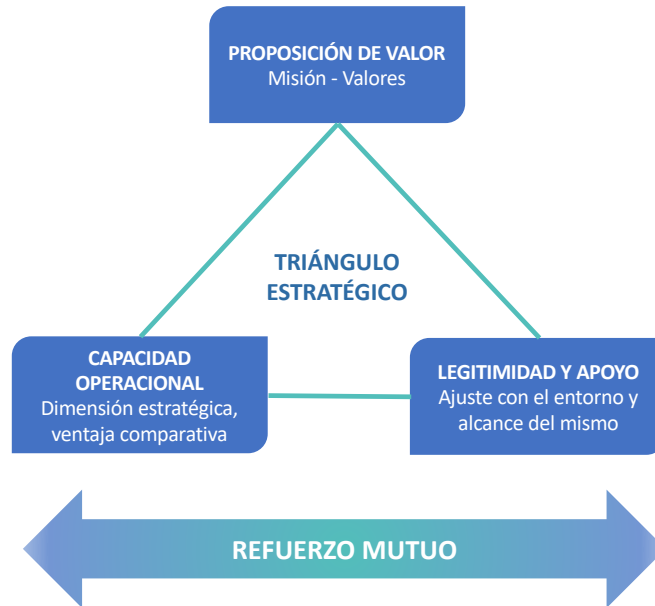 PROPOSICIÓN DE VALOR
Misión - Valores
TRIÁNGULO
ESTRATÉGICO
CAPACIDAD
OPERACIONAL
Dimensión estratégica,
ventaja comparativa
LEGITIMIDAD Y APOYO
Ajuste con el entorno y
alcance del mismo
REFUERZO MUTUO